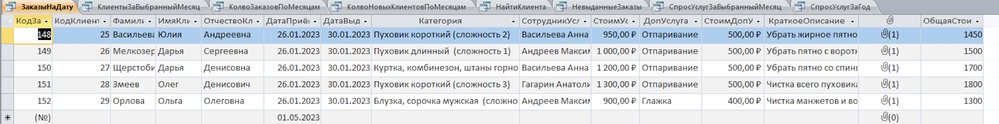 ЗаказыНаДату КлиентыЗаВыбранныйМесяц КолвоЗаказовПоМесяцам КолвоНовыхКлиентовПоМесяцам НайтиКлиента НевыданныеЗаказы СпросУслугЗаВыбранныйМесяц СпросУслугЗаГод
КодЗа КодКлиент Фамили ИмяКли ОтчествоКл ДатаПриём ДатаВыд Категория СотрудникУсл СтоимУс ДопУслуга СтоимДопУ КраткоеОписание ОбщаяСтои
148 25 Васильева Юлия Андреевна 26.01.2023 30.01.2023 Пуховик короткий (сложность 2) Васильева Анна 950,00 ₽ Отпаривание 500,00 ₽ Убрать жирное пятно (1) 1450
149 26 Мелкозер Дарья Сергеевна 26.01.2023 30.01.2023 Пуховик длинный (сложность 1) Андреев Максим 1 000,00 ₽ Отпаривание 500,00 ₽ Убрать пятно с воротн (1) 1500
150 27 Щерстоби Дарья Денисовна 26.01.2023 30.01.2023 Куртка, комбинезон, штаны горно Васильева Анна 1 200,00 ₽ Отпаривание 500,00 ₽ Убрать пятно со спин (1) 1700
151 28 Змеев Олег Денисович 26.01.2023 30.01.2023 Пуховик короткий (сложность 3) Гагарин Анатоли 1 300,00 ₽ Отпаривание 500,00 ₽ Чистка всего пуховика (1) 1800
152 29 Орлова Ольга Олеговна 26.01.2023 30.01.2023 Блузка, сорочка мужская (сложно Андреев Максим 900,00 ₽ Глажка 400,00 ₽ Чистка манжетов и во (1) 1300
* (№) 01.05.2023 (0)